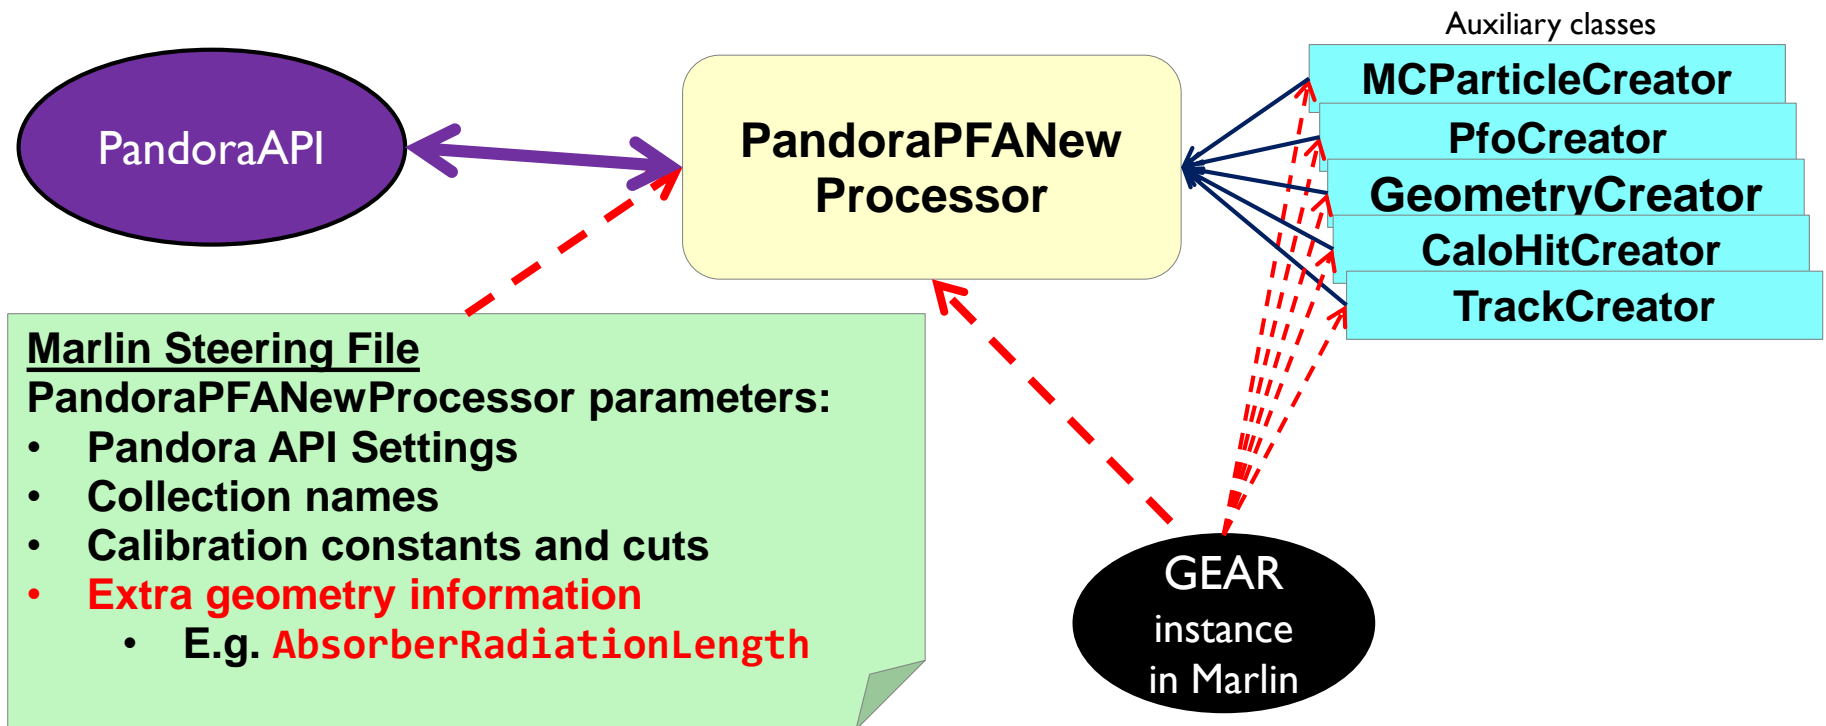 Auxiliary classes
MCParticleCreator
PfoCreator
GeometryCreator
CaloHitCreator
TrackCreator
PandoraAPI
PandoraPFANew
Processor
Marlin Steering File
PandoraPFANewProcessor parameters:
• Pandora API Settings
• Collection names
• Calibration constants and cuts
• Extra geometry information
• E.g. AbsorberRadiationLength
GEAR
instance
in Marlin